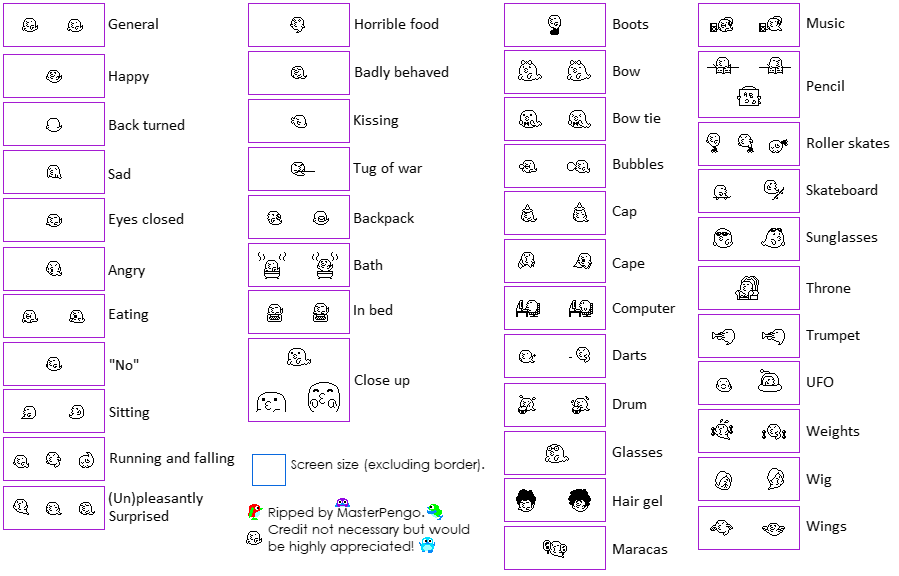 General
Happy
Back turned
Sad
Eyes closed
Angry
Eating
"No"
Sitting
Running and falling
(Un)pleasantly
Surprised
Horrible food
Badly behaved
Kissing
Tug of war
Backpack
Bath
In bed
Close up
Screen size (excluding border).
Ripped by MasterPengo.
Credit not necessary but would
be highly appreciated!
Boots
Bow
Bow tie
Bubbles
Cap
Cape
Computer
Darts
Drum
Glasses
Hair gel
Maracas
Music
Pencil
Roller skates
Skateboard
Sunglasses
Throne
Trumpet
UFO
Weights
Wig
Wings